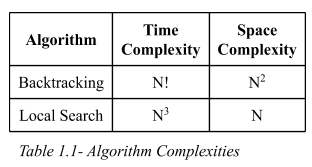 Algorithm Time Complexity Space Complexity
Backtracking N! N²
Local Search N³ N
Table 1.1- Algorithm Complexities